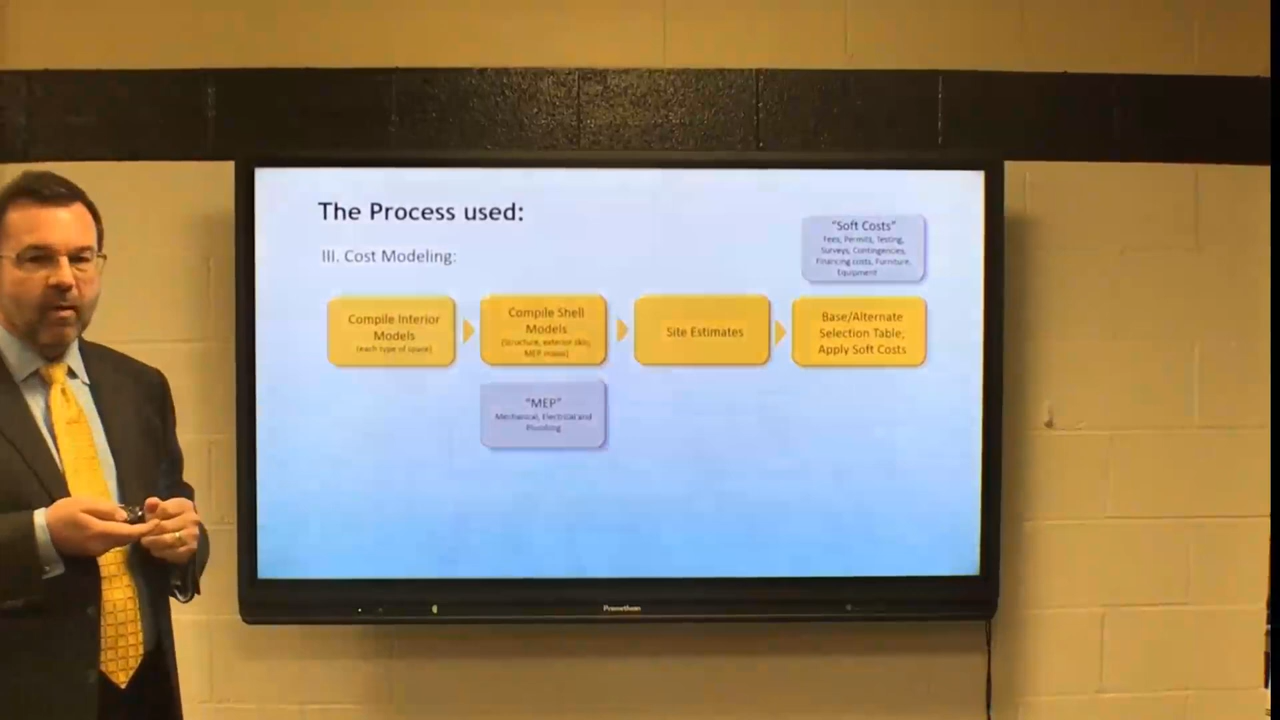 The Process used:
"Soft Costs"
Fees, Permits, Testing,
Surveys, Contingencies,
Financing costs, Furniture,
Equipment
III. Cost Modeling:
Compile Interior
Models
(each type of space)
Compile Shell
Models
(Structure, exterior skin,
MEP mains)
Site Estimates
Base/Alternate
Selection Table,
Apply Soft Costs
"MEP"
Mechanical, Electrical and
Plumbing
Promethean